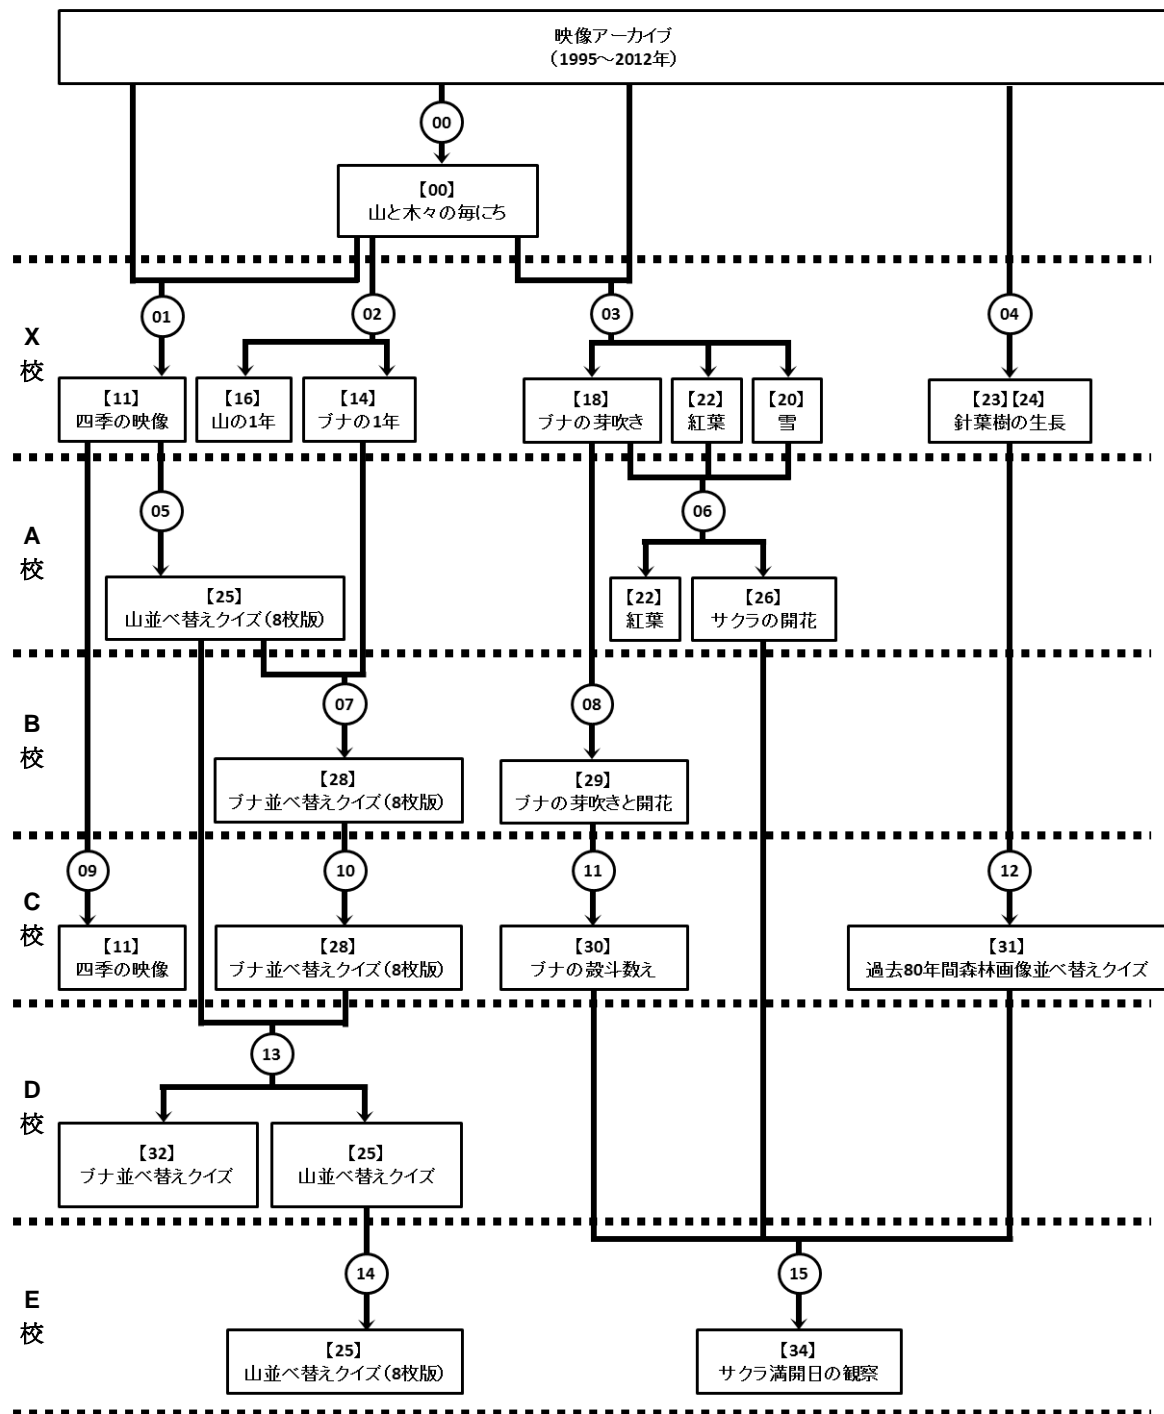 映像アーカイブ
（1995～2012年）
00
【00】
山と木々の毎にち
X
校
01
02
03
04
【11】
四季の映像
【16】
山の1年
【14】
ブナの1年
【18】
ブナの芽吹き
【22】
紅葉
【20】
雪
【23】【24】
針葉樹の生長
A
校
05
06
【25】
山並べ替えクイズ（8枚版）
【22】
紅葉
【26】
サクラの開花
B
校
07
08
【28】
ブナ並べ替えクイズ（8枚版）
【29】
ブナの芽吹きと開花
C
校
09
10
11
12
【11】
四季の映像
【28】
ブナ並べ替えクイズ（8枚版）
【30】
ブナの殻斗数え
【31】
過去80年間森林画像並べ替えクイズ
D
校
13
【32】
ブナ並べ替えクイズ
【25】
山並べ替えクイズ
E
校
14
15
【25】
山並べ替えクイズ（8枚版）
【34】
サクラ満開日の観察